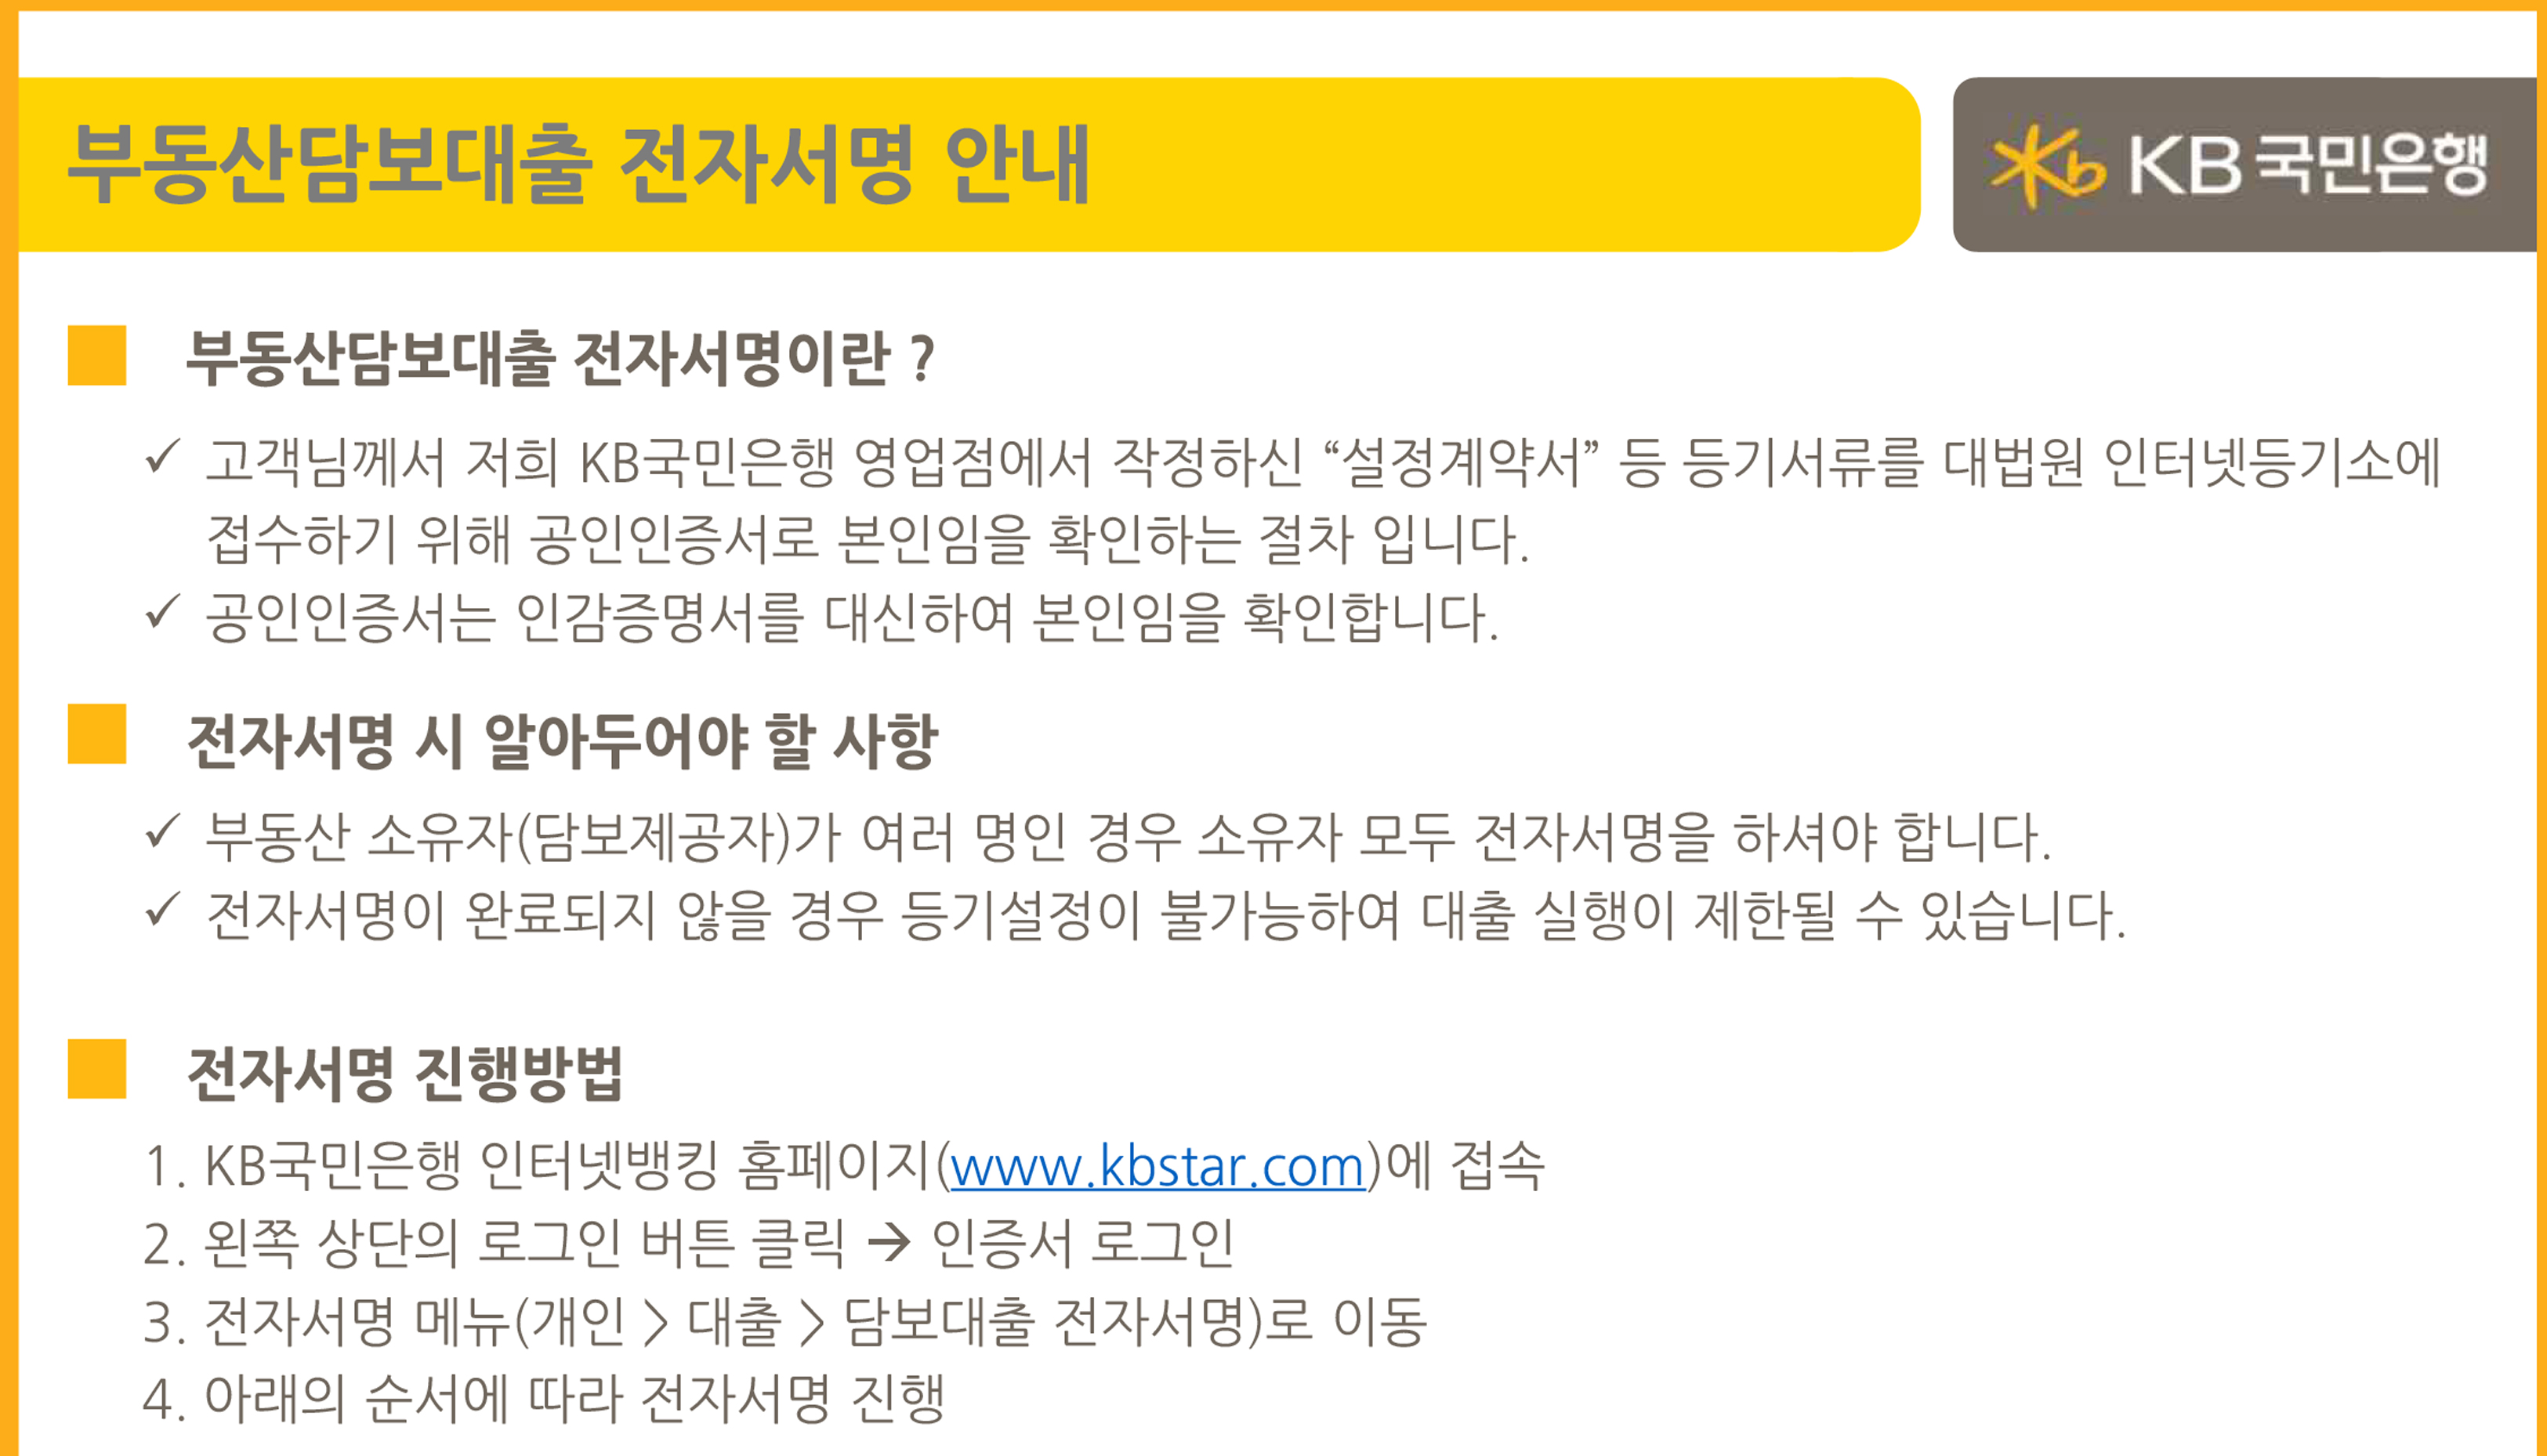 부동산담보대출 전자서명 안내
KB 국민은행
부동산담보대출 전자서명이란 ?
✓ 고객님께서 저희 KB국민은행 영업점에서 작정하신 “설정계약서” 등 등기서류를 대법원 인터넷등기소에
접수하기 위해 공인인증서로 본인임을 확인하는 절차 입니다.
✓ 공인인증서는 인감증명서를 대신하여 본인임을 확인합니다.
전자서명 시 알아두어야 할 사항
✓ 부동산 소유자(담보제공자)가 여러 명인 경우 소유자 모두 전자서명을 하셔야 합니다.
✓ 전자서명이 완료되지 않을 경우 등기설정이 불가능하여 대출 실행이 제한될 수 있습니다.
전자서명 진행방법
1. KB국민은행 인터넷뱅킹 홈페이지(www.kbstar.com)에 접속
2. 왼쪽 상단의 로그인 버튼 클릭 → 인증서 로그인
3. 전자서명 메뉴(개인 > 대출 > 담보대출 전자서명)로 이동
4. 아래의 순서에 따라 전자서명 진행